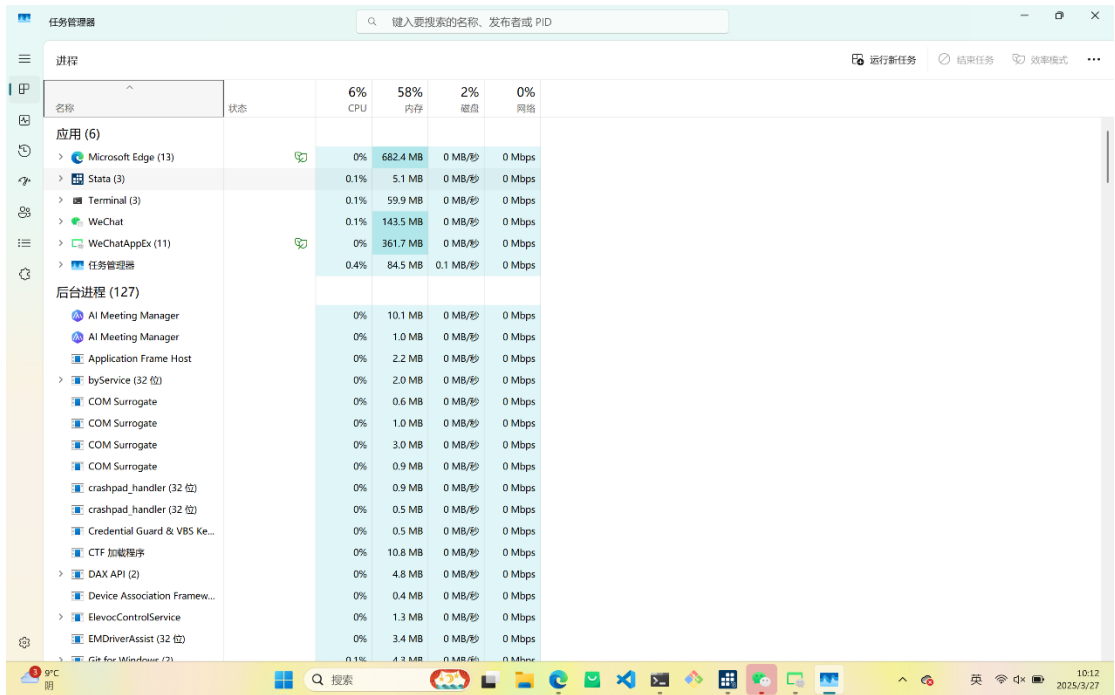 任务管理器
键入要搜索的名称、发布者或 PID
进程
运行新任务 结束任务 效率模式
6% 58% 2% 0%
名称 状态 CPU 内存 磁盘 网络
应用 (6)
Microsoft Edge (13) 0% 682.4 MB 0 MB/秒 0 Mbps
Stata (3) 0.1% 5.1 MB 0 MB/秒 0 Mbps
Terminal (3) 0.1% 59.9 MB 0 MB/秒 0 Mbps
WeChat 0.1% 143.5 MB 0 MB/秒 0 Mbps
WeChatAppEx (11) 0% 361.7 MB 0 MB/秒 0 Mbps
任务管理器 0.4% 84.5 MB 0.1 MB/秒 0 Mbps
后台进程 (127)
AI Meeting Manager 0% 10.1 MB 0 MB/秒 0 Mbps
AI Meeting Manager 0% 1.0 MB 0 MB/秒 0 Mbps
Application Frame Host 0% 2.2 MB 0 MB/秒 0 Mbps
byService (32 位) 0% 2.0 MB 0 MB/秒 0 Mbps
COM Surrogate 0% 0.6 MB 0 MB/秒 0 Mbps
COM Surrogate 0% 1.0 MB 0 MB/秒 0 Mbps
COM Surrogate 0% 3.0 MB 0 MB/秒 0 Mbps
COM Surrogate 0% 0.9 MB 0 MB/秒 0 Mbps
crashpad_handler (32 位) 0% 0.9 MB 0 MB/秒 0 Mbps
crashpad_handler (32 位) 0% 0.5 MB 0 MB/秒 0 Mbps
Credential Guard & VBS Ke... 0% 0.5 MB 0 MB/秒 0 Mbps
CTF 加载程序 0% 10.8 MB 0 MB/秒 0 Mbps
DAX API (2) 0% 4.8 MB 0 MB/秒 0 Mbps
Device Association Framew... 0% 0.4 MB 0 MB/秒 0 Mbps
ElevocControlService 0% 1.3 MB 0 MB/秒 0 Mbps
EMDriverAssist (32 位) 0% 3.4 MB 0 MB/秒 0 Mbps
Git for Windows (2) 0.1% 4.3 MB 0 MB/秒 0 Mbps
3 9°C 搜索 英 10:12
阴 2025/3/27